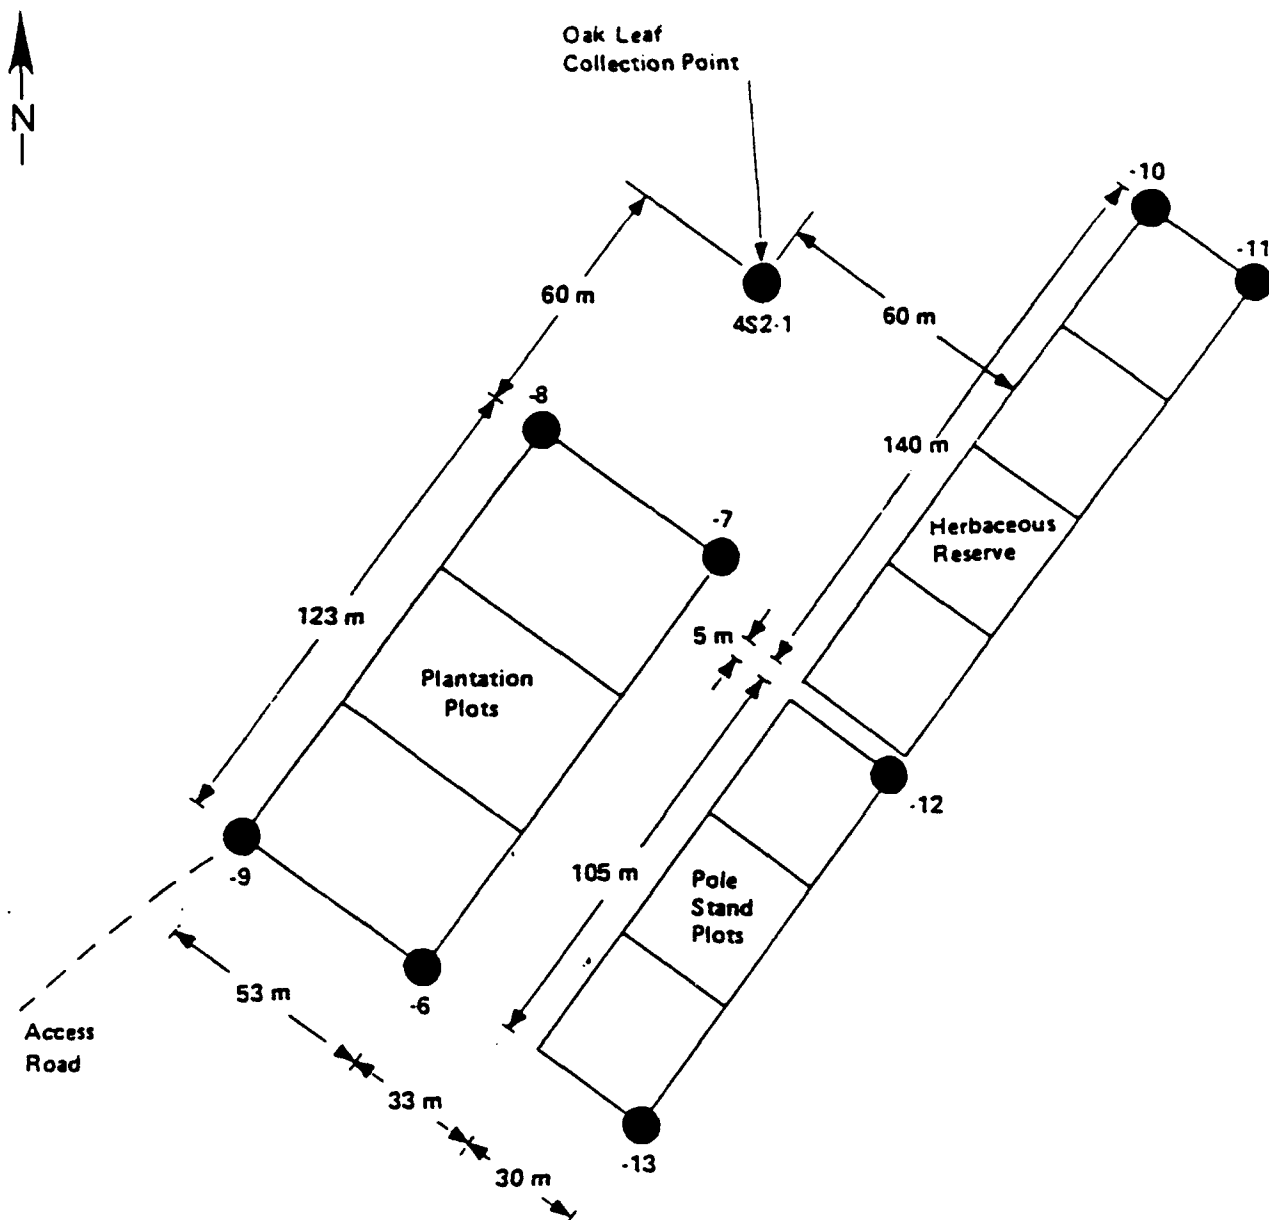 N
Oak Leaf
Collection Point
-10
-11
60 m
4S2-1
60 m
-8
140 m
-7
Herbaceous
Reserve
123 m
5 m
Plantation
Plots
-12
105 m
Pole
Stand
Plots
-9
53 m
-6
Access
Road
33 m
-13
30 m